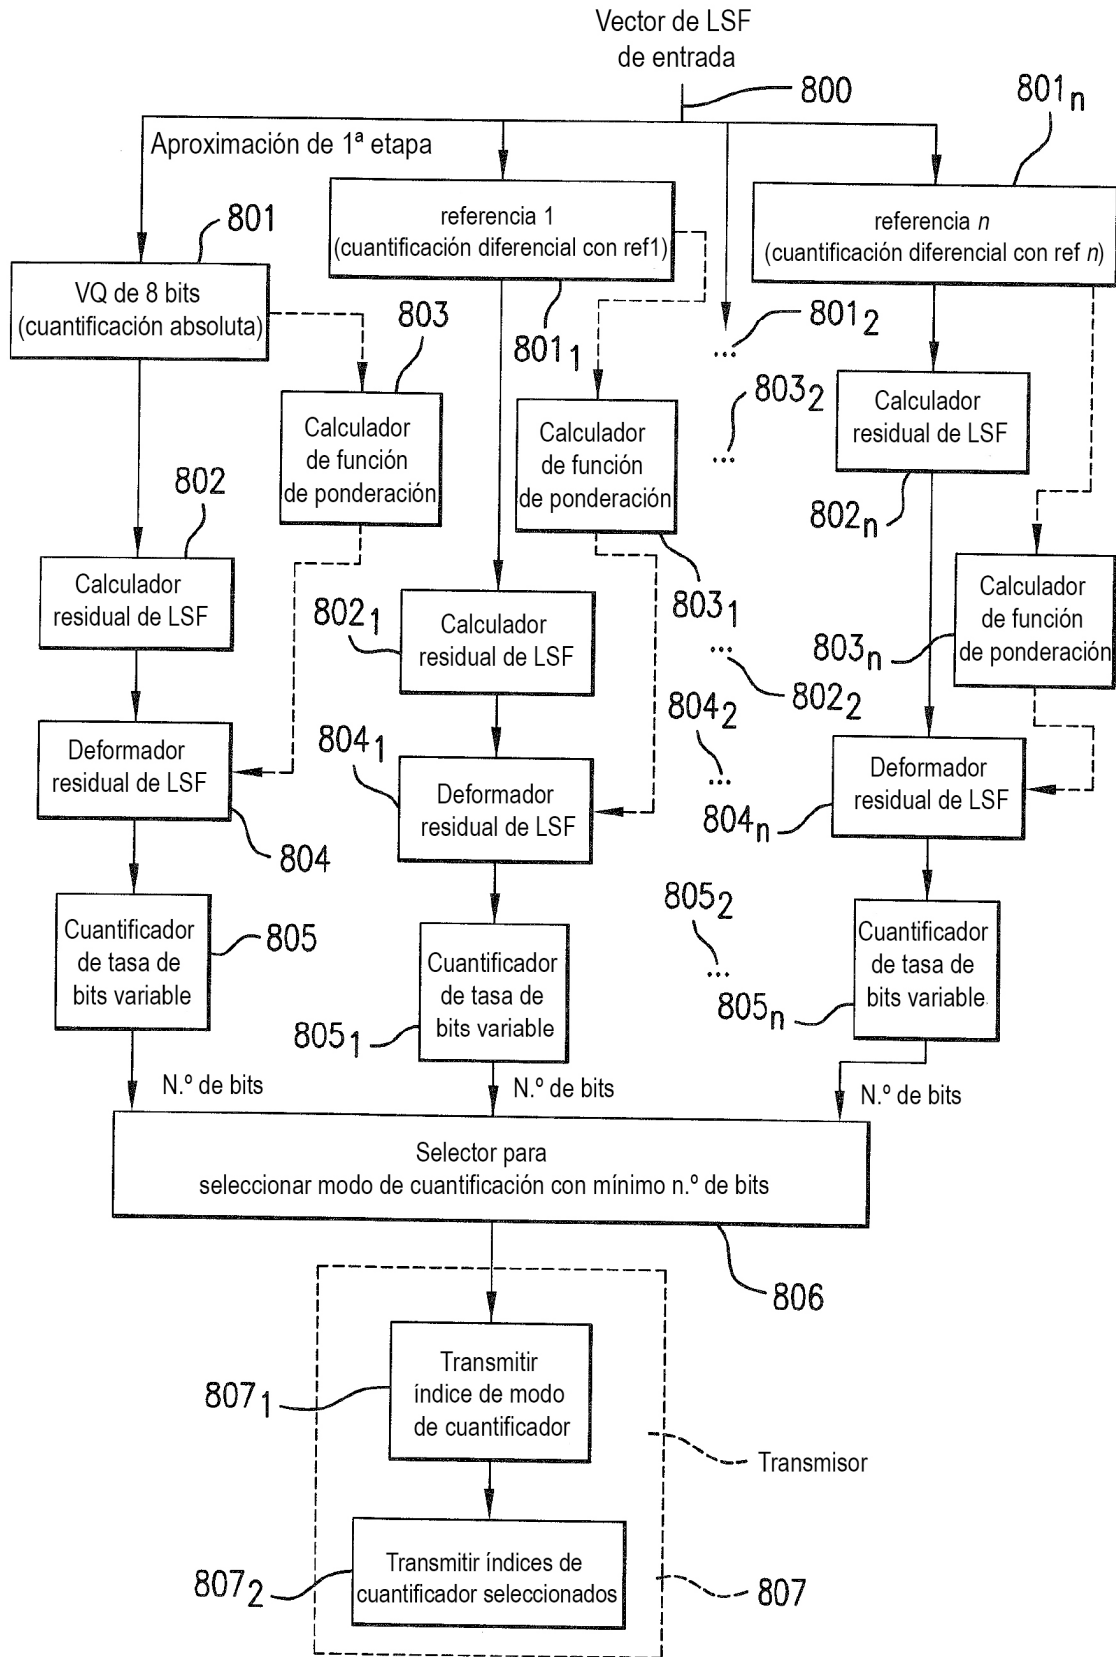 Vector de LSF
de entrada
800
801n
Aproximación de 1ª etapa
801
referencia 1
(cuantificación diferencial con ref1)
referencia n
(cuantificación diferencial con ref n)
VQ de 8 bits
(cuantificación absoluta)
803
8011
8012
8032
Calculador
de función
de ponderación
Calculador
de función
de ponderación
Calculador
residual de LSF
802
802n
Calculador
residual de LSF
8021
Calculador
residual de LSF
8031
8022
803n
Calculador
de función
de ponderación
Deformador
residual de LSF
8041
8042
Deformador
residual de LSF
804n
Deformador
residual de LSF
804
Cuantificador
de tasa de
bits variable
805
8052
Cuantificador
de tasa de
bits variable
8051
805n
Cuantificador
de tasa de
bits variable
N.º de bits
N.º de bits
N.º de bits
Selector para
seleccionar modo de cuantificación con mínimo n.º de bits
806
Transmitir
índice de modo
de cuantificador
8071
Transmisor
Transmitir índices de
cuantificador seleccionados
8072
807